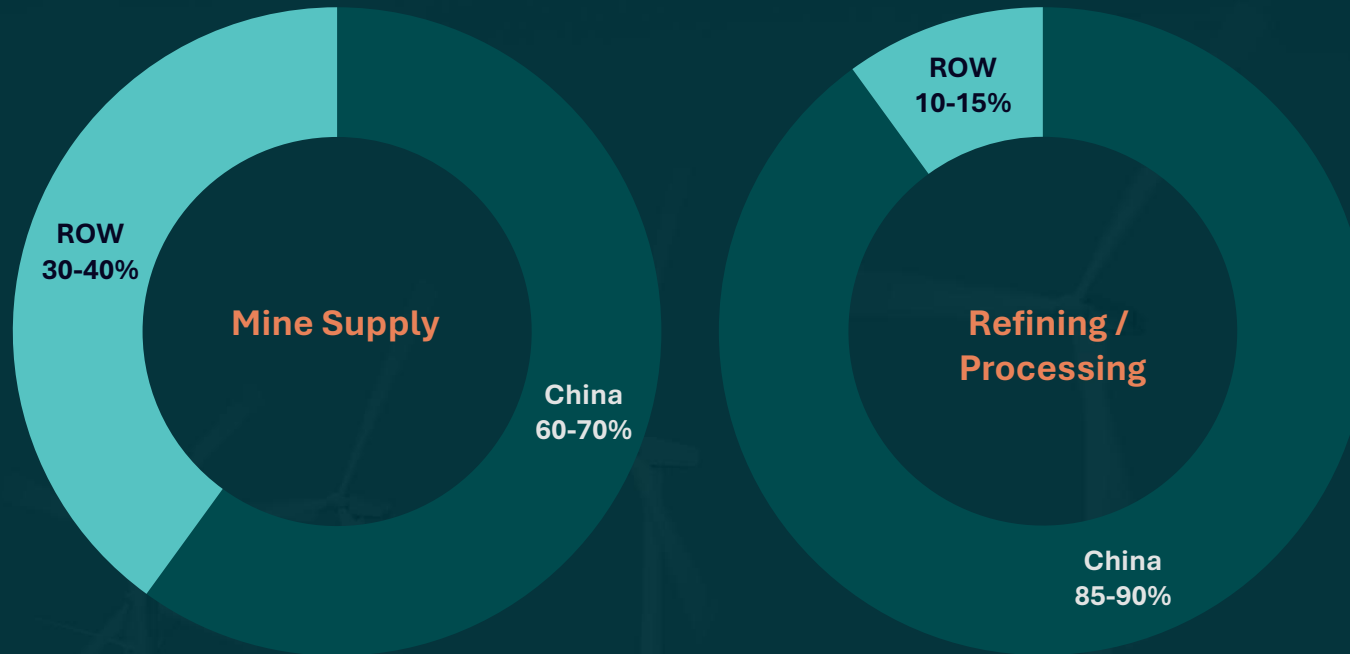 ROW
30-40%
Mine Supply
China
60-70%
ROW
10-15%
Refining /
Processing
China
85-90%